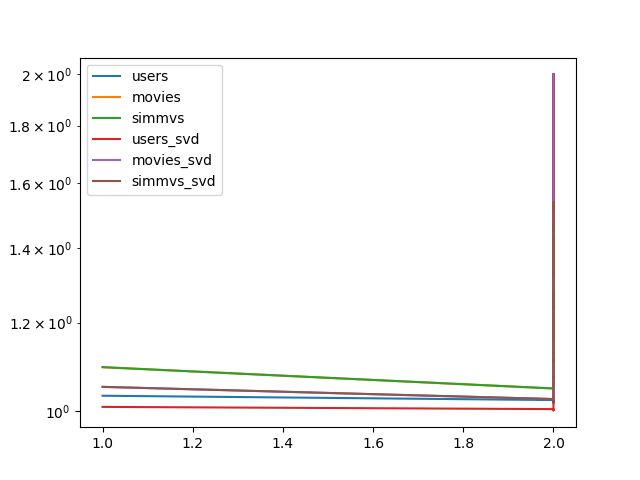 2 × 10⁰
1.8 × 10⁰
1.6 × 10⁰
1.4 × 10⁰
1.2 × 10⁰
10⁰
users
movies
simmvs
users_svd
movies_svd
simmvs_svd
1.0 1.2 1.4 1.6 1.8 2.0